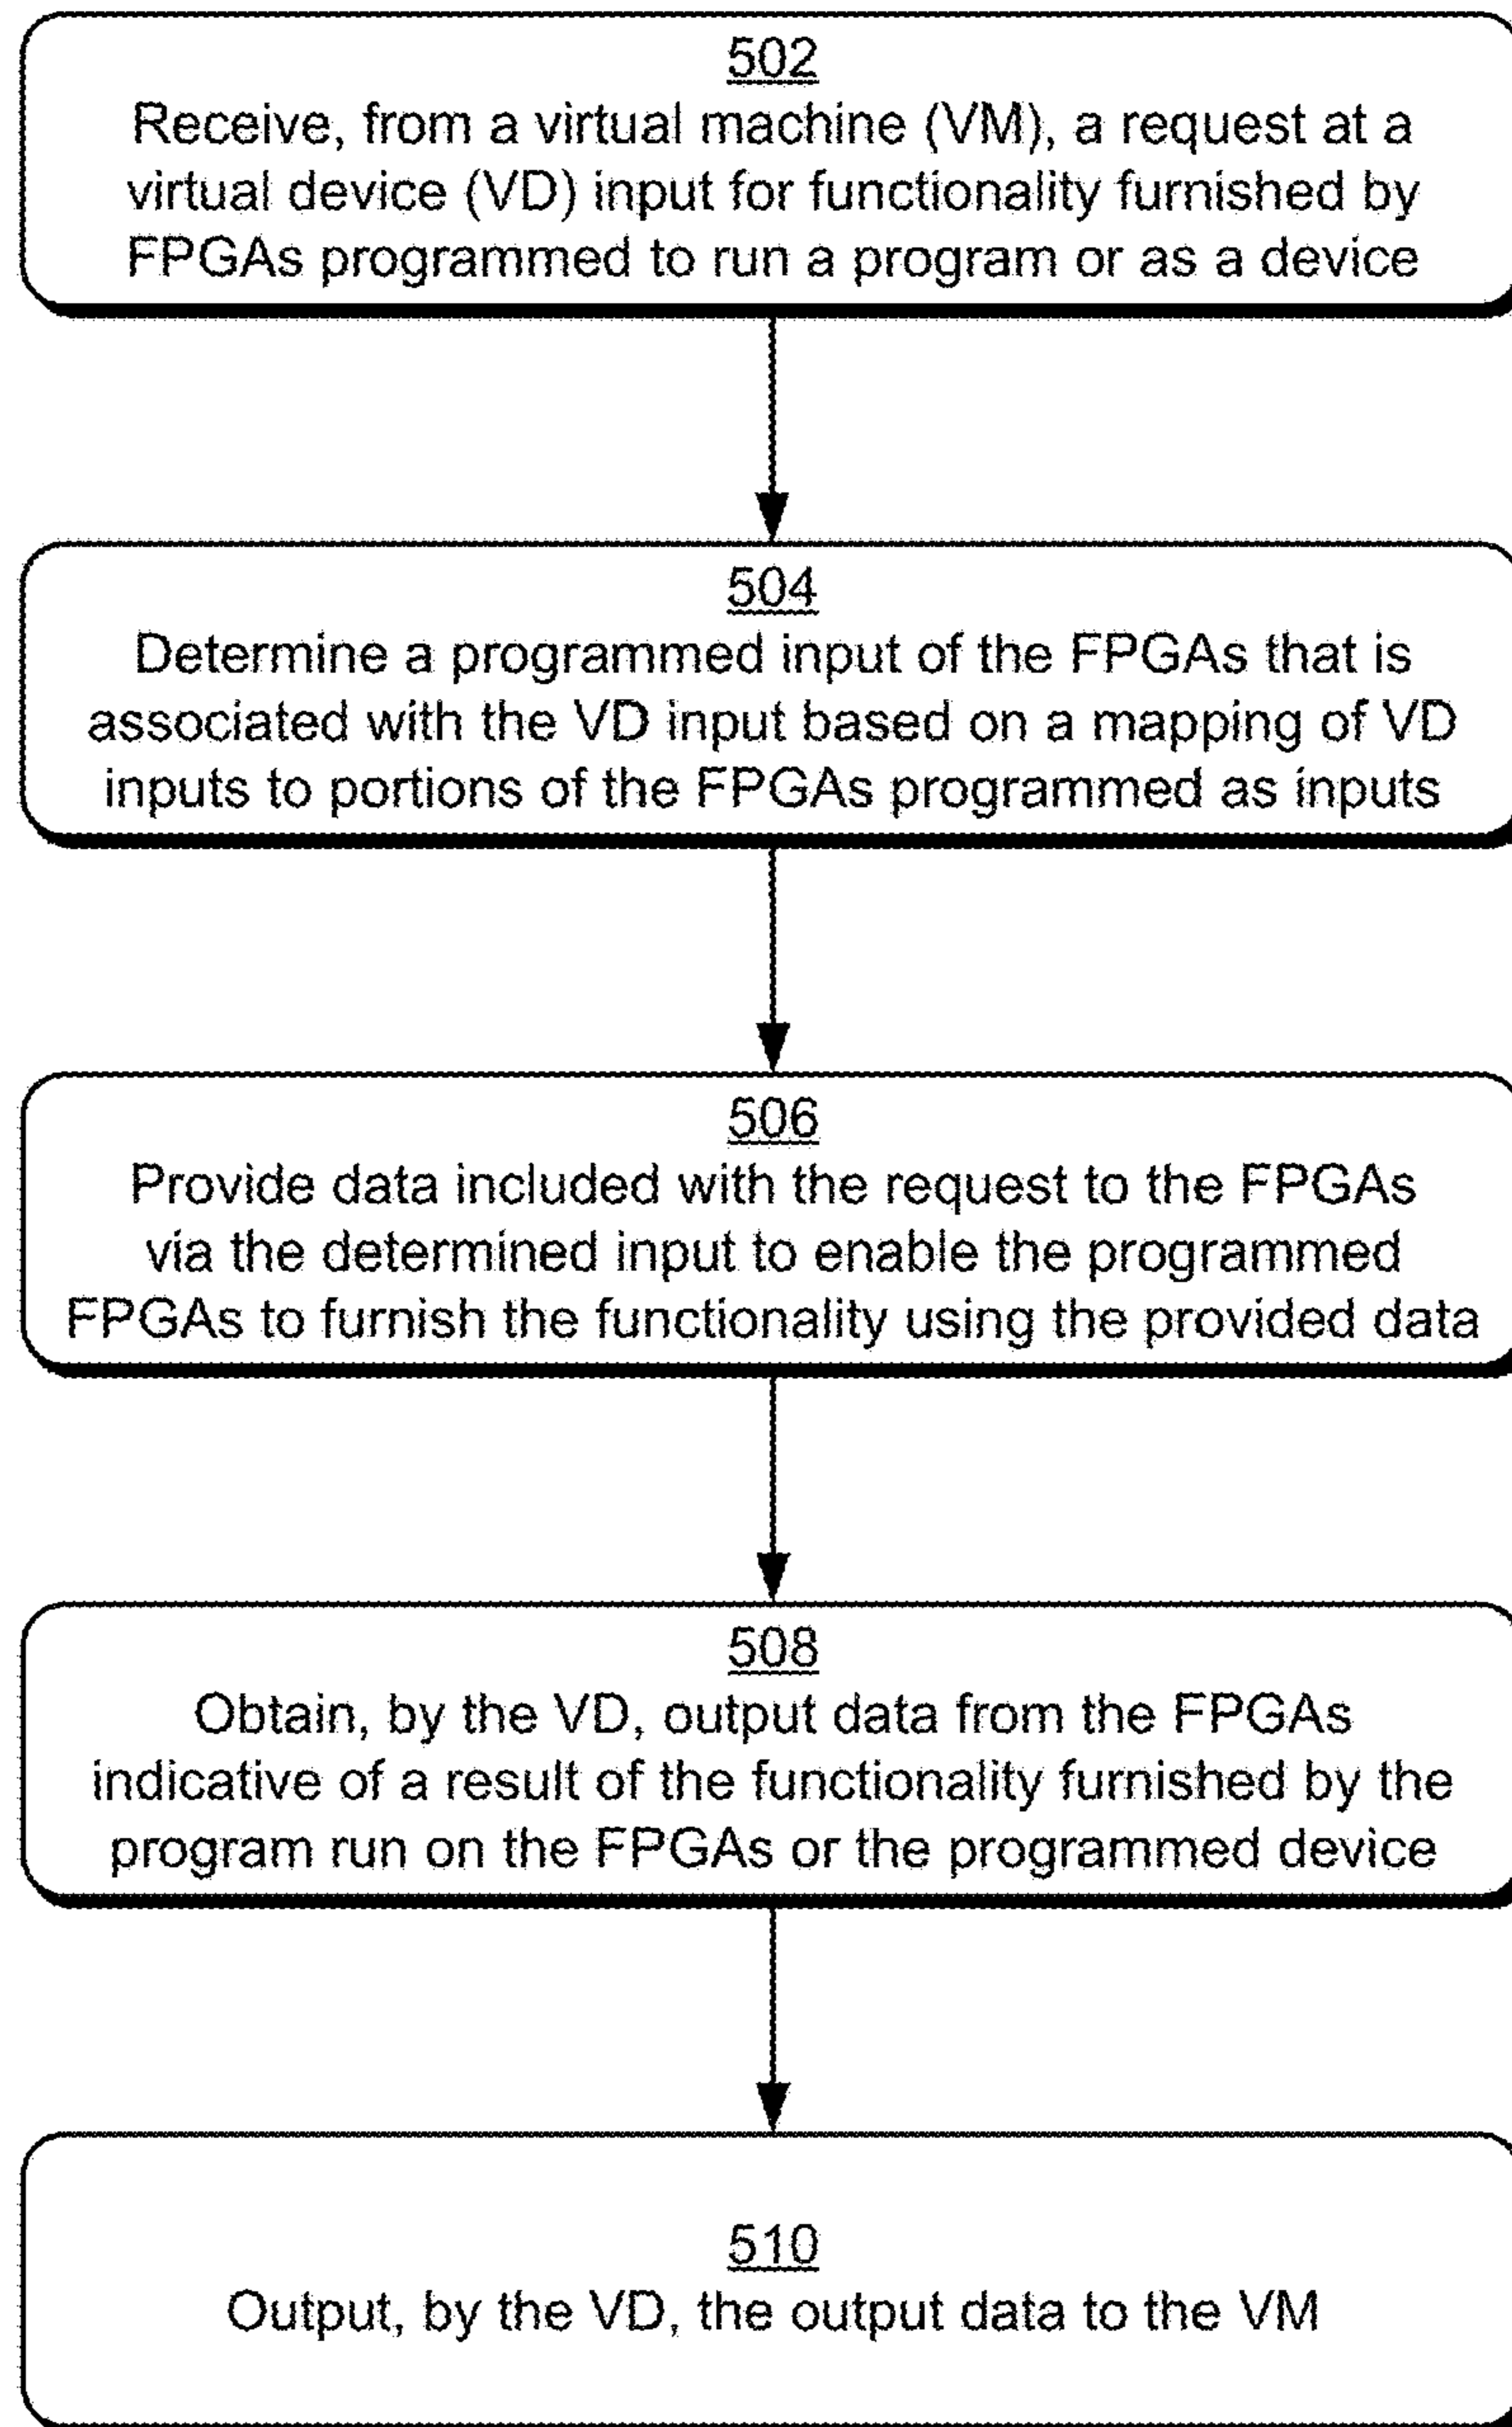 502
Receive, from a virtual machine (VM), a request at a
virtual device (VD) input for functionality furnished by
FPGAs programmed to run a program or as a device
504
Determine a programmed input of the FPGAs that is
associated with the VD input based on a mapping of VD
inputs to portions of the FPGAs programmed as inputs
506
Provide data included with the request to the FPGAs
via the determined input to enable the programmed
FPGAs to furnish the functionality using the provided data
508
Obtain, by the VD, output data from the FPGAs
indicative of a result of the functionality furnished by the
program run on the FPGAs or the programmed device
510
Output, by the VD, the output data to the VM